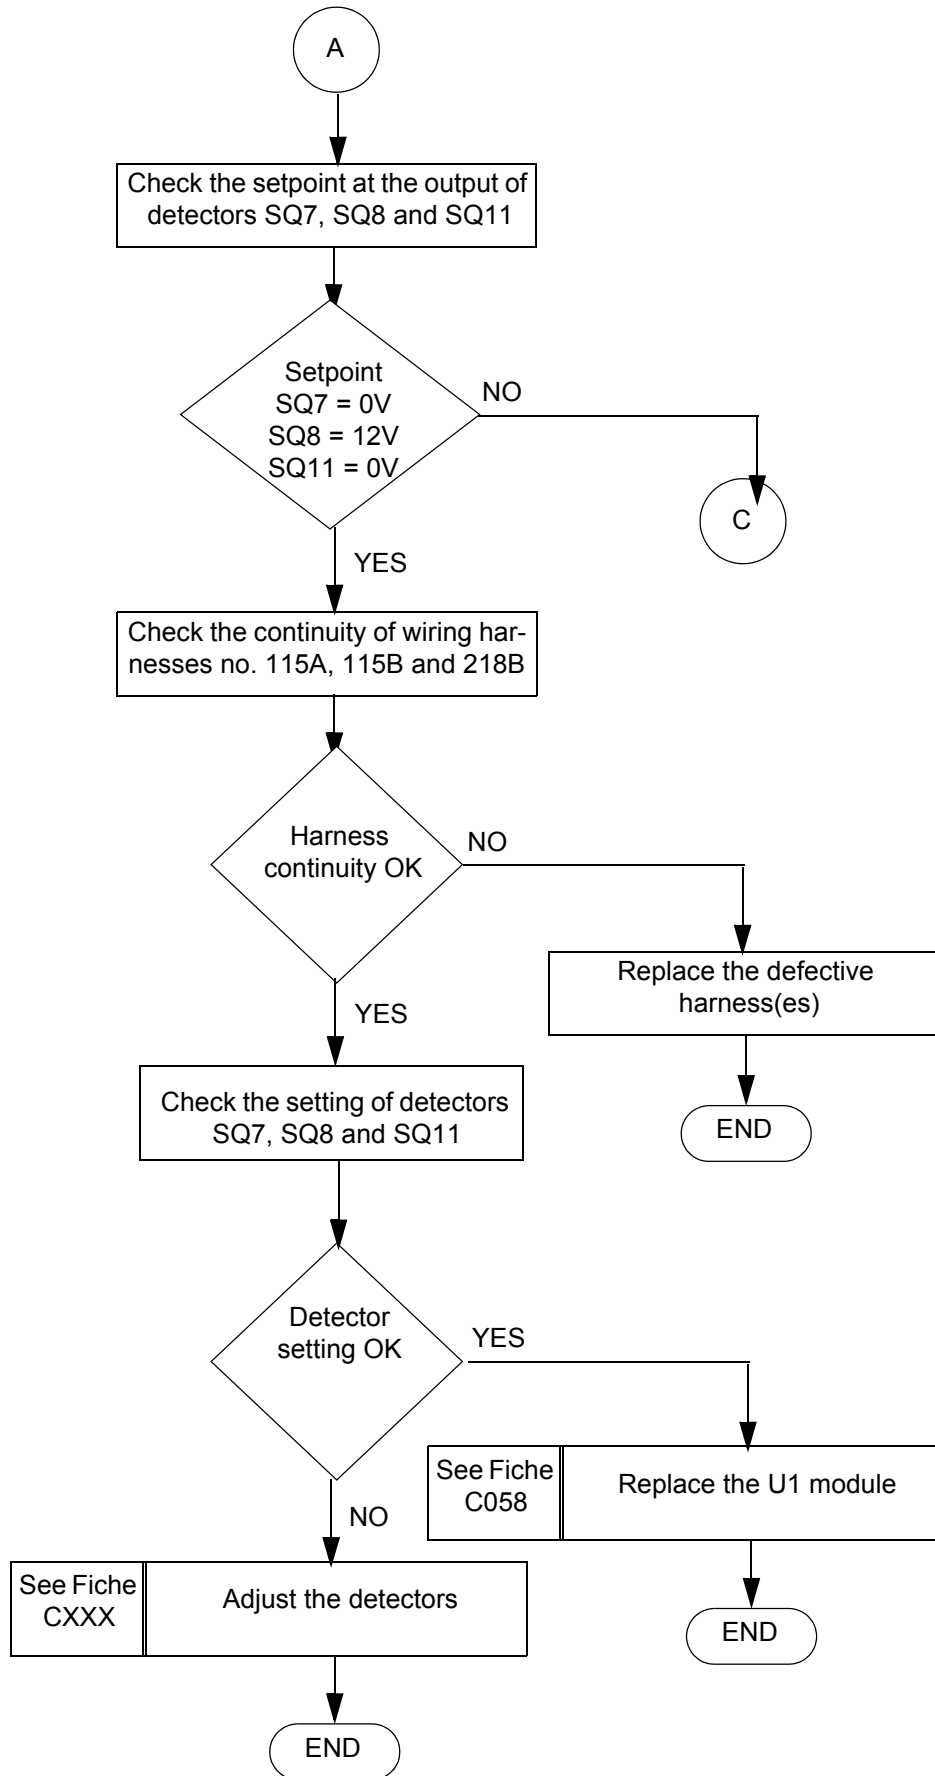 A
Check the setpoint at the output of
detectors SQ7, SQ8 and SQ11
Setpoint
SQ7 = 0V
SQ8 = 12V
SQ11 = 0V
NO
C
YES
Check the continuity of wiring har-
nesses no. 115A, 115B and 218B
Harness
continuity OK
NO
Replace the defective
harness(es)
END
YES
Check the setting of detectors
SQ7, SQ8 and SQ11
Detector
setting OK
YES
See Fiche
C058
Replace the U1 module
END
NO
See Fiche
CXXX
Adjust the detectors
END